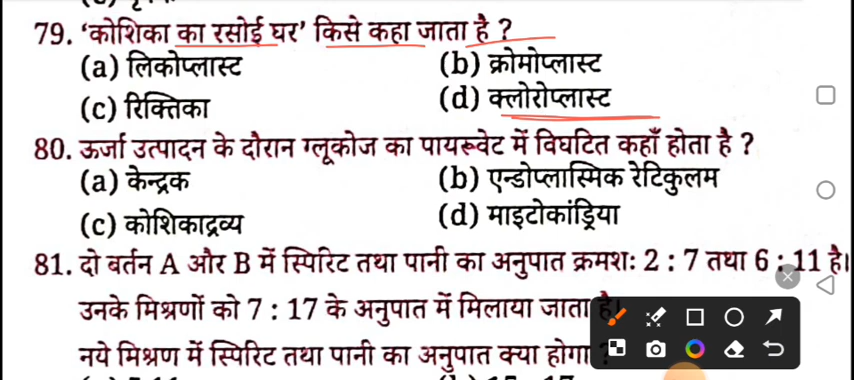 79. ‘कोशिका का रसोई घर’ किसे कहा जाता है ?
(a) लिकोप्लास्ट (b) क्रोमोप्लास्ट
(c) रिक्तिका (d) क्लोरोप्लास्ट
80. ऊर्जा उत्पादन के दौरान ग्लूकोज का पायरूवेट में विघटित कहाँ होता है ?
(a) केन्द्रक (b) एन्डोप्लास्मिक रेटिकुलम
(c) कोशिकाद्रव्य (d) माइटोकांड्रिया
81. दो बर्तन A और B में स्पिरिट तथा पानी का अनुपात क्रमशः 2 : 7 तथा 6 : 11 है।
उनके मिश्रणों को 7 : 17 के अनुपात में मिलाया जाता है।
नये मिश्रण में स्पिरिट तथा पानी का अनुपात क्या होगा